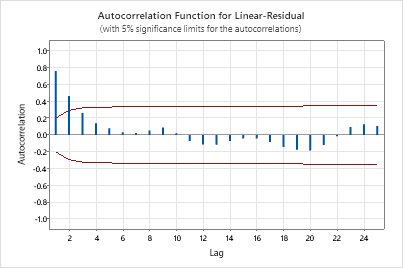 Autocorrelation Function for Linear-Residual
(with 5% significance limits for the autocorrelations)
1.0
0.8
0.6
0.4
0.2
0.0
-0.2
-0.4
-0.6
-0.8
-1.0
Autocorrelation
2 4 6 8 10 12 14 16 18 20 22 24
Lag